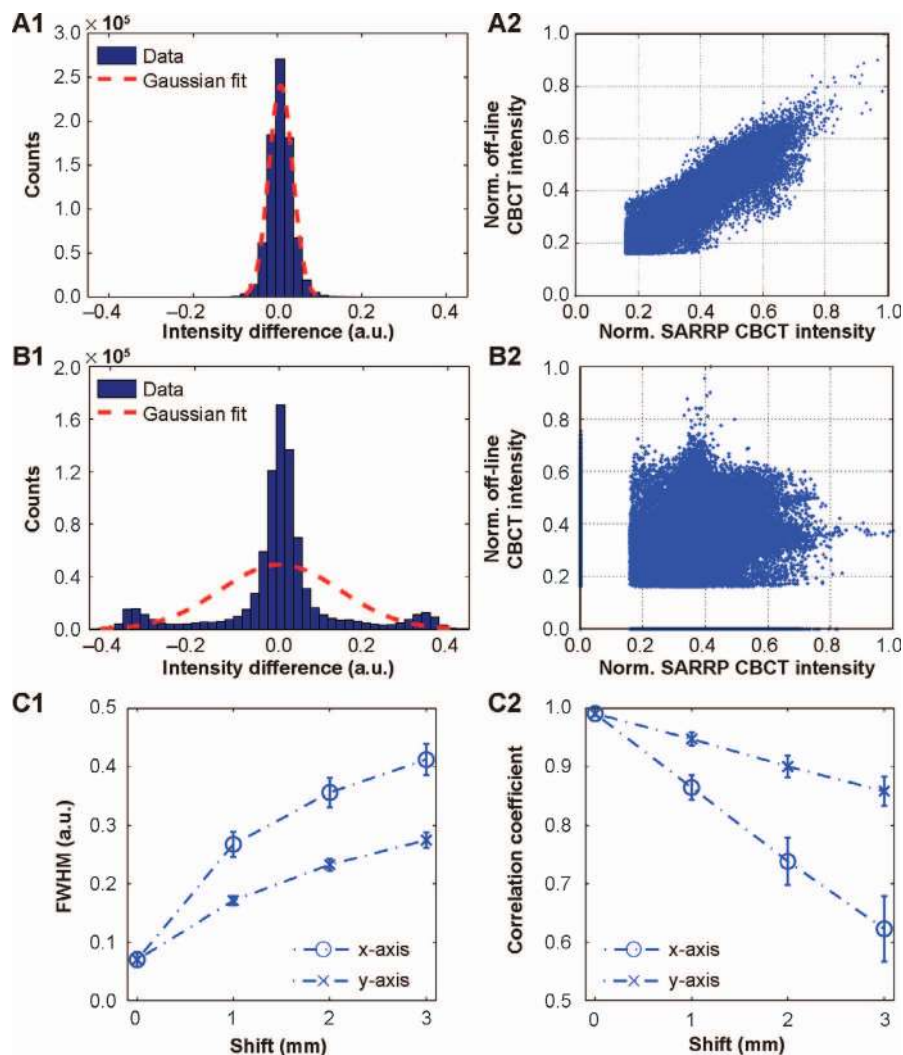 A1
× 10⁵
3.0
2.5
2.0
1.5
1.0
0.5
0.0
Counts
Data
Gaussian fit
–0.4
–0.2
0.0
0.2
0.4
Intensity difference (a.u.)
A2
1.0
0.8
0.6
0.4
0.2
0.0
Norm. off-line
CBCT intensity
0.0
0.2
0.4
0.6
0.8
1.0
Norm. SARRP CBCT intensity
B1
× 10⁵
2.0
1.6
1.2
0.8
0.4
0.0
Counts
Data
Gaussian fit
–0.4
–0.2
0.0
0.2
0.4
Intensity difference (a.u.)
B2
1.0
0.8
0.6
0.4
0.2
0.0
Norm. off-line
CBCT intensity
0.0
0.2
0.4
0.6
0.8
1.0
Norm. SARRP CBCT intensity
C1
0.5
0.4
0.3
0.2
0.1
0.0
FWHM (a.u.)
x-axis
y-axis
0
1
2
3
Shift (mm)
C2
1.0
0.9
0.8
0.7
0.6
0.5
Correlation coefficient
x-axis
y-axis
0
1
2
3
Shift (mm)